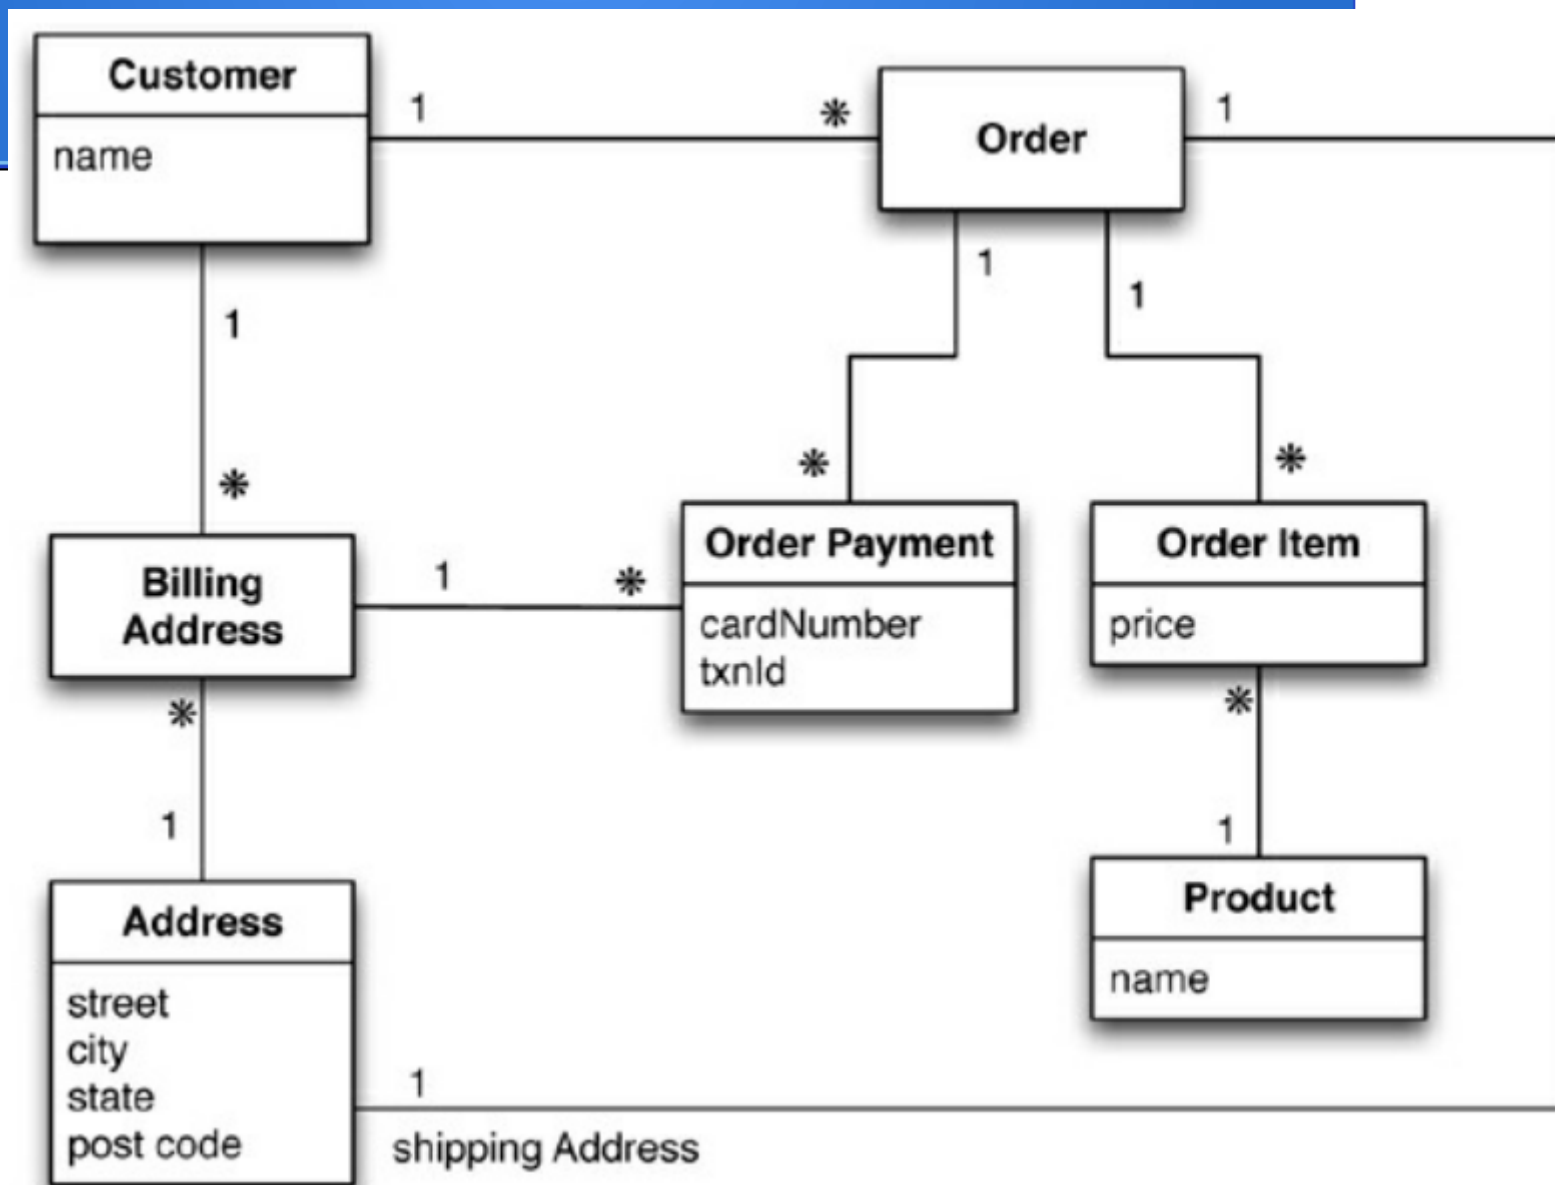 Customer
name
1
*
Order
1
1
1
1
*
*
*
Billing
Address
1
*
Order Payment
cardNumber
txnId
Order Item
price
*
1
*
1
Address
street
city
state
post code
Product
name
1
shipping Address